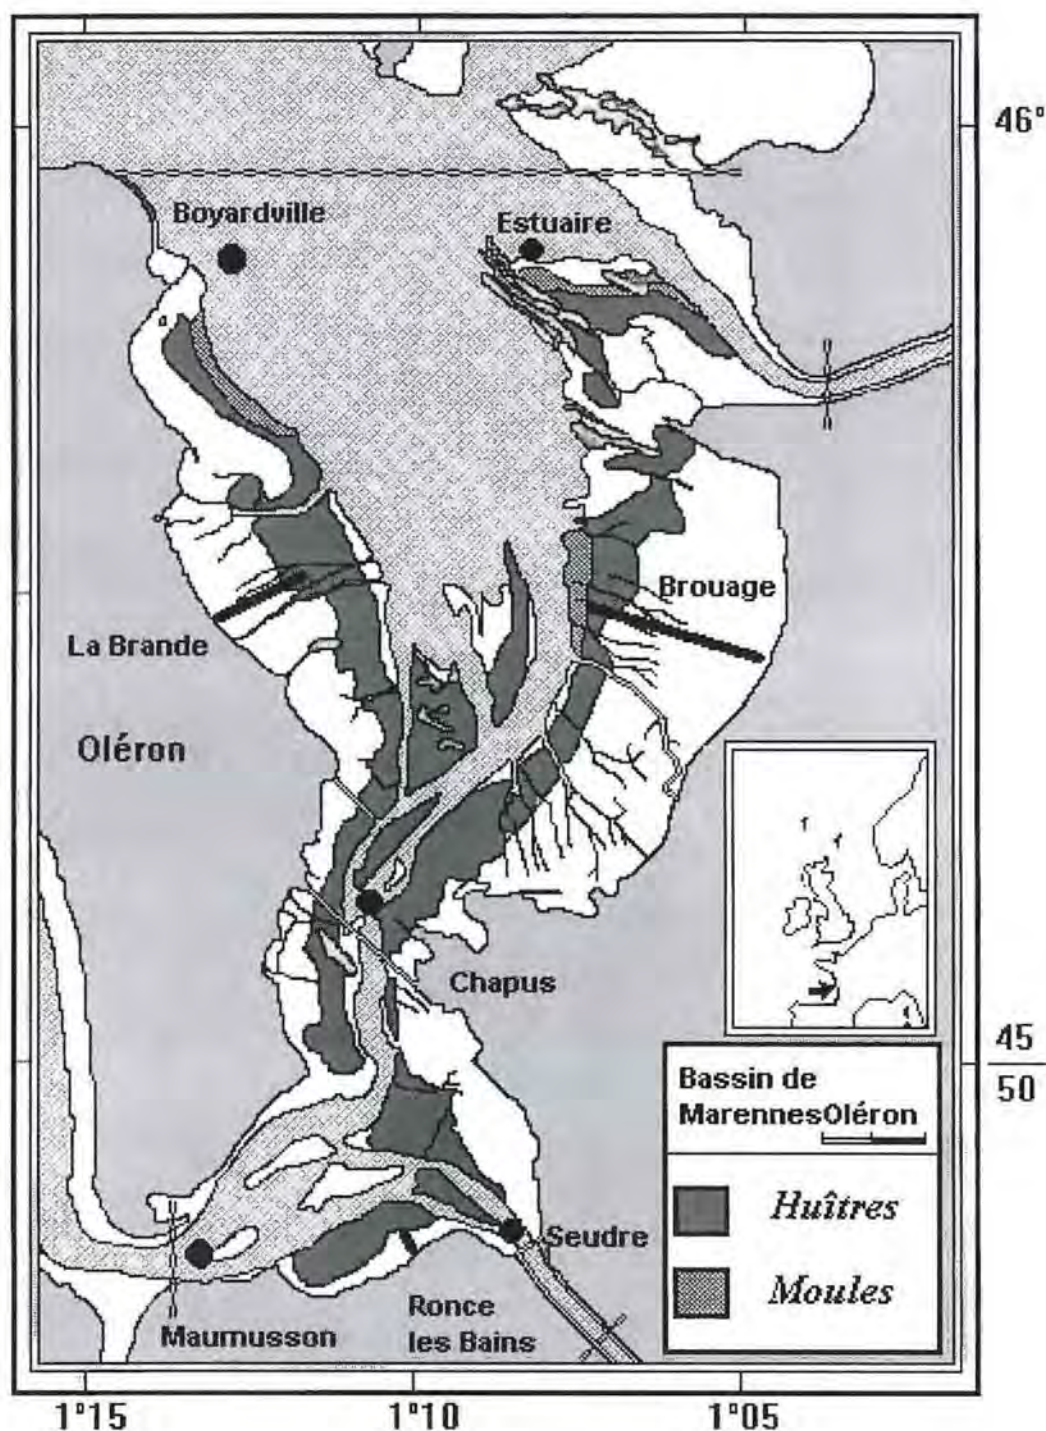 46°
Boyardville
Estuaire
Brouage
La Brande
Oléron
Chapus
45
50
Bassin de
MarennesOléron
Huîtres
Moules
Seudre
Ronce
les Bains
Maumusson
1°15
1°10
1°05